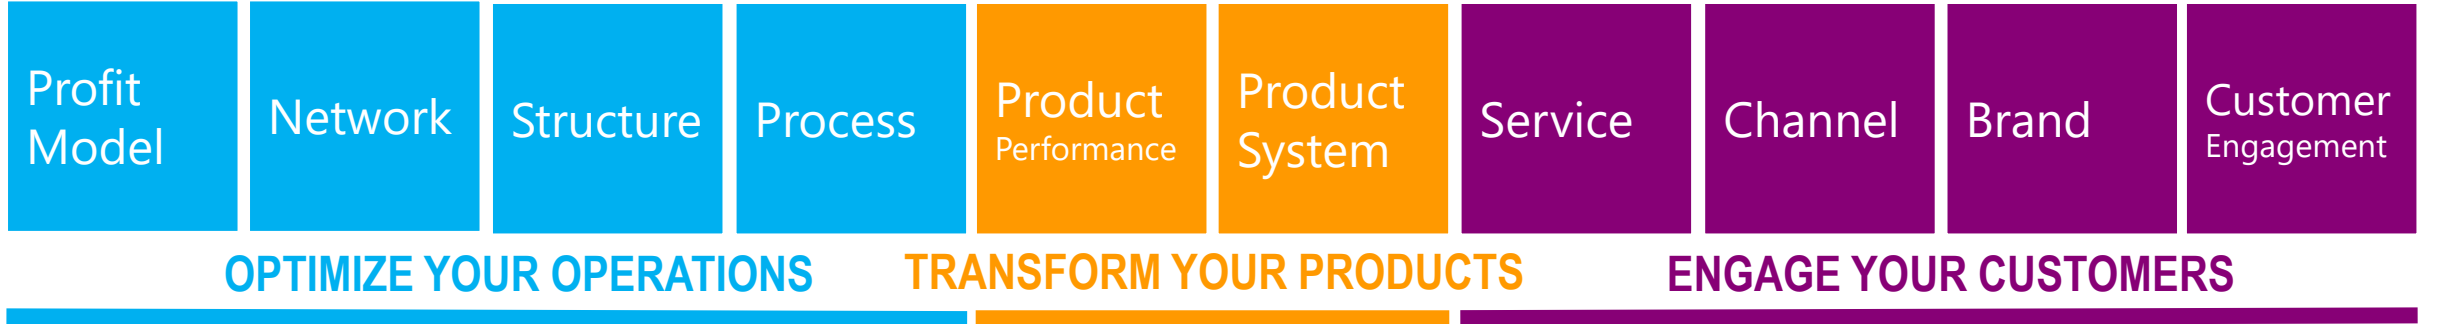 Profit
Model
Network
Structure
Process
Product
Performance
Product
System
Service
Channel
Brand
Customer
Engagement
OPTIMIZE YOUR OPERATIONS
TRANSFORM YOUR PRODUCTS
ENGAGE YOUR CUSTOMERS